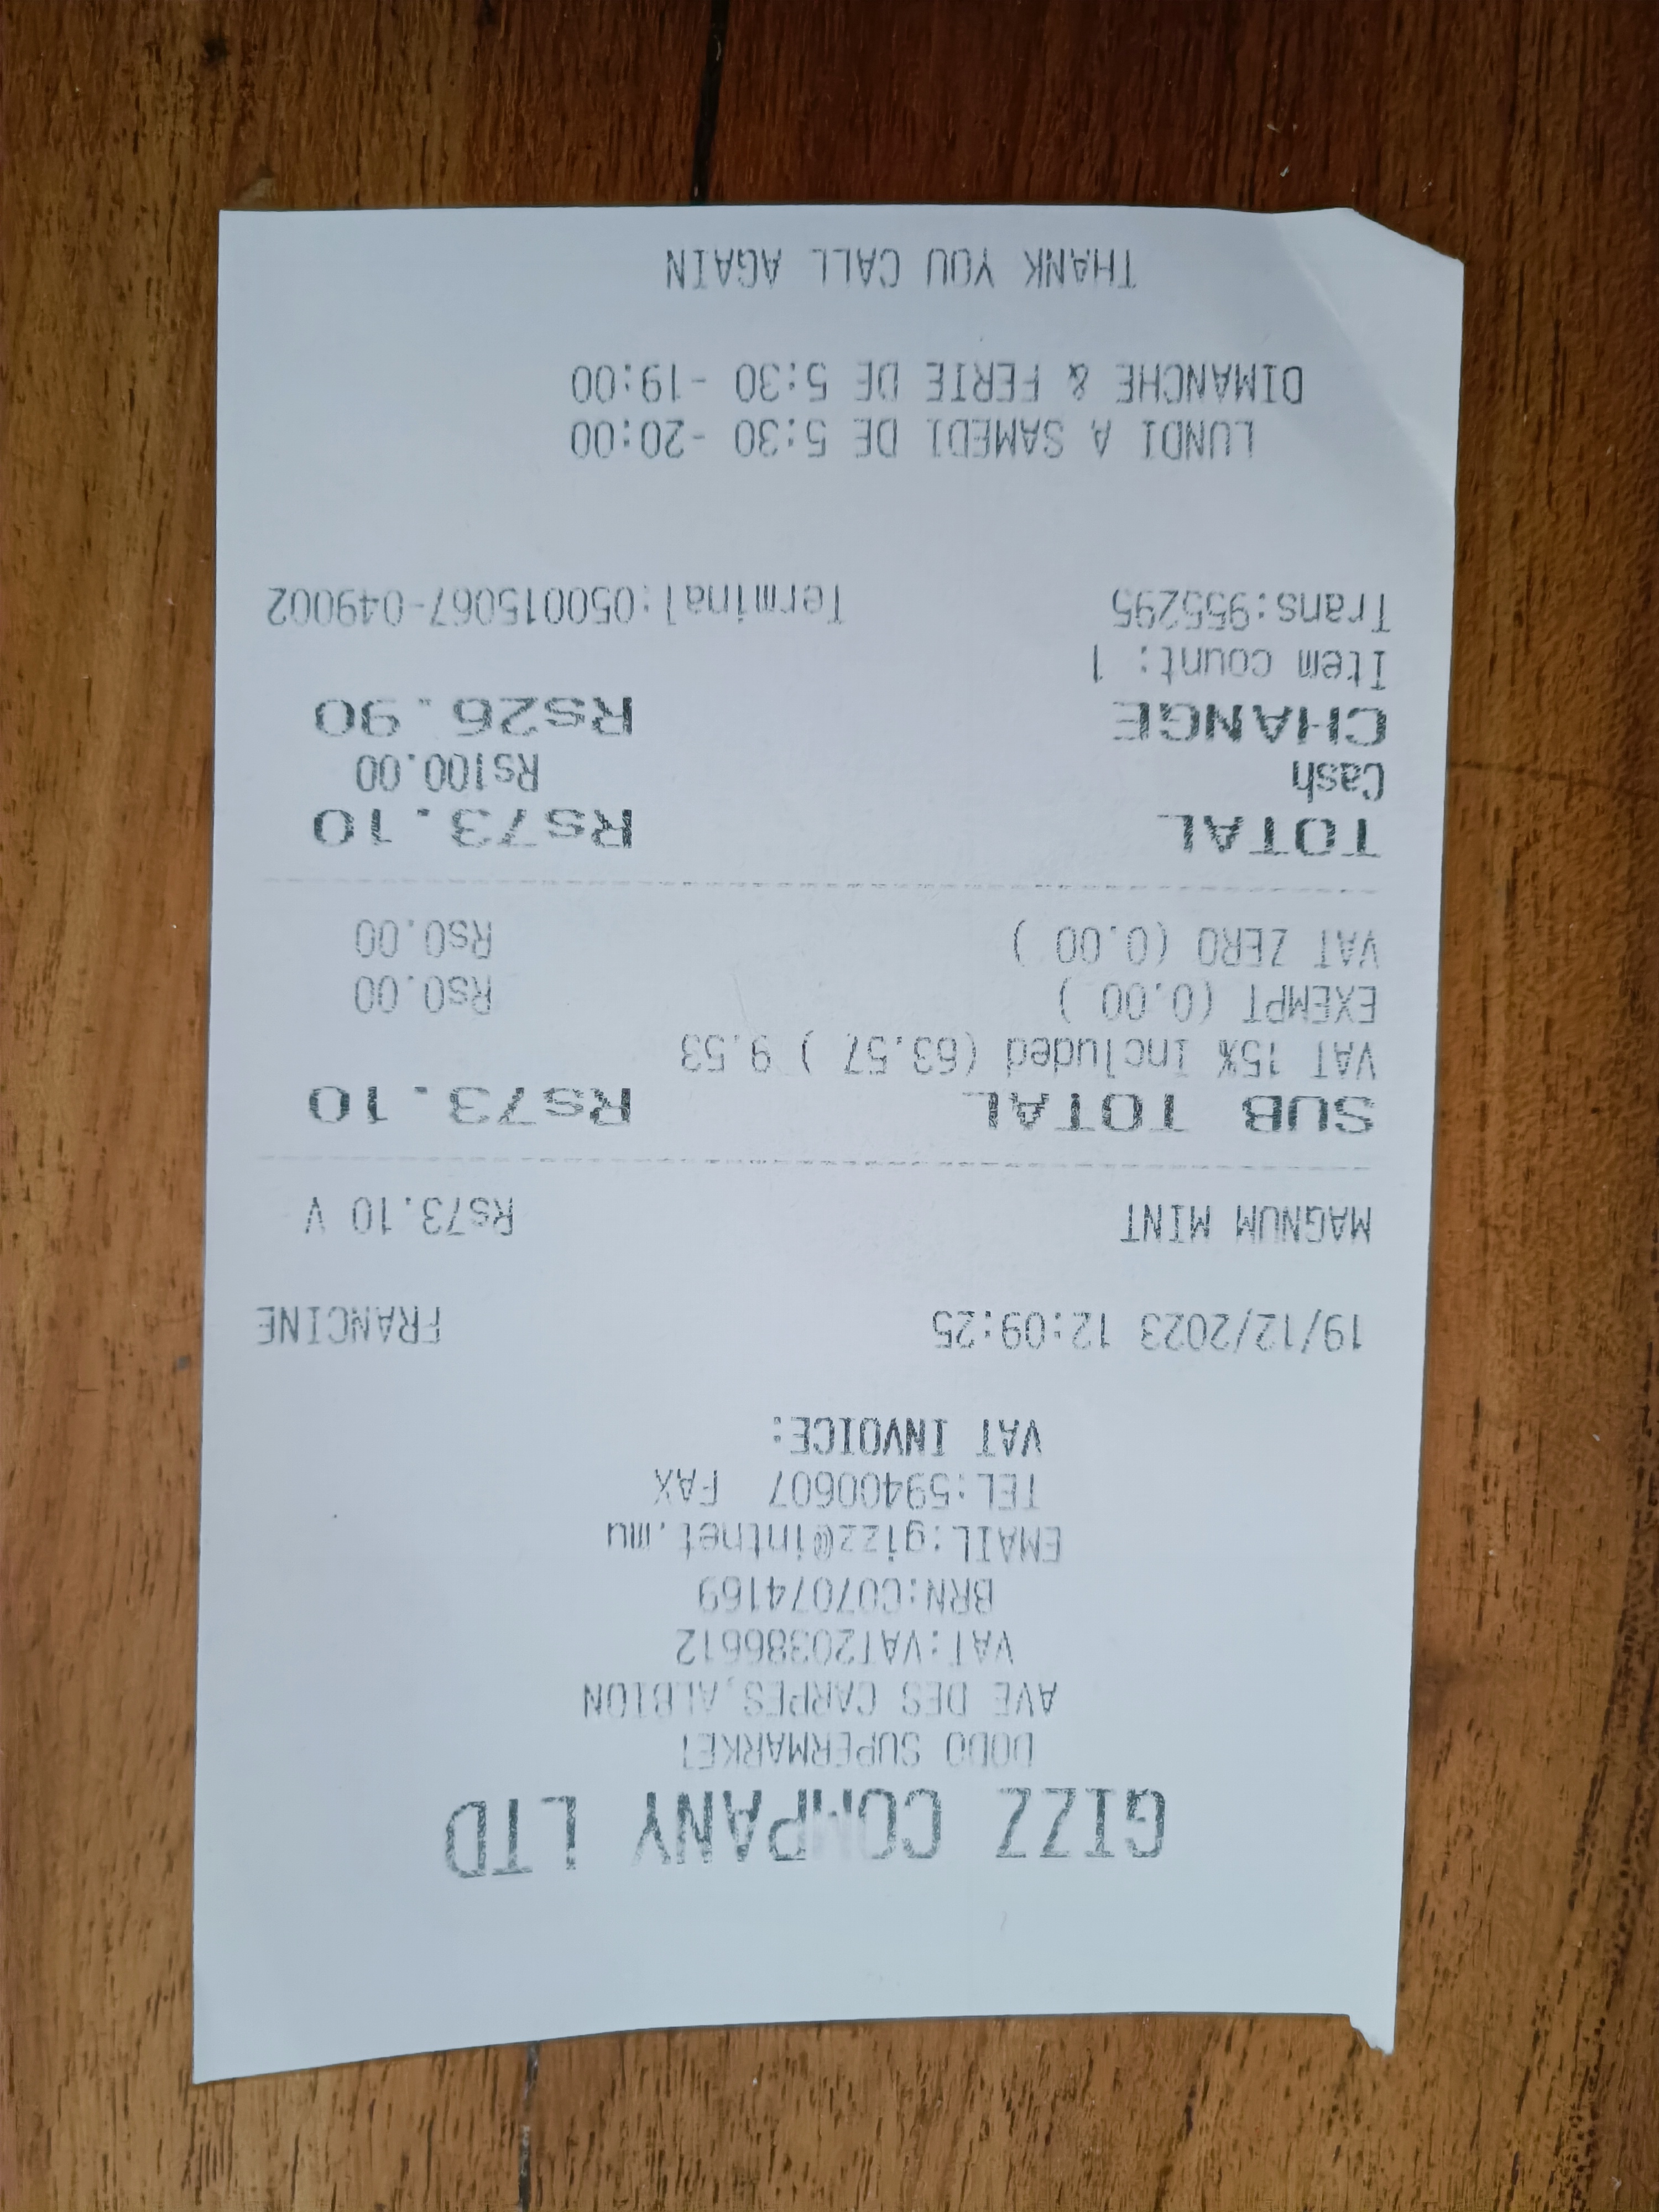 GIZZ COMPANY LTD
DODO SUPERMARKET
AVE DES CARPES,ALBION
VAT:VAT20386612
BRN:C07074169
EMAIL:gizz@intnet.mu
TEL:59400607 FAX
VAT INVOICE:
19/12/2023 12:09:25 FRANCINE
MAGNUM MINT Rs73.10 V
SUB TOTAL Rs73.10
VAT 15% Included (63.57 ) 9.53
EXEMPT (0.00 ) Rs0.00
VAT ZERO (0.00 ) Rs0.00
TOTAL Rs73.10
Cash Rs100.00
CHANGE Rs26.90
Item count: 1
Trans:955295 Terminal:050015067-049002
LUNDI A SAMEDI DE 5:30 -20:00
DIMANCHE & FERIE DE 5:30 -19:00
THANK YOU CALL AGAIN